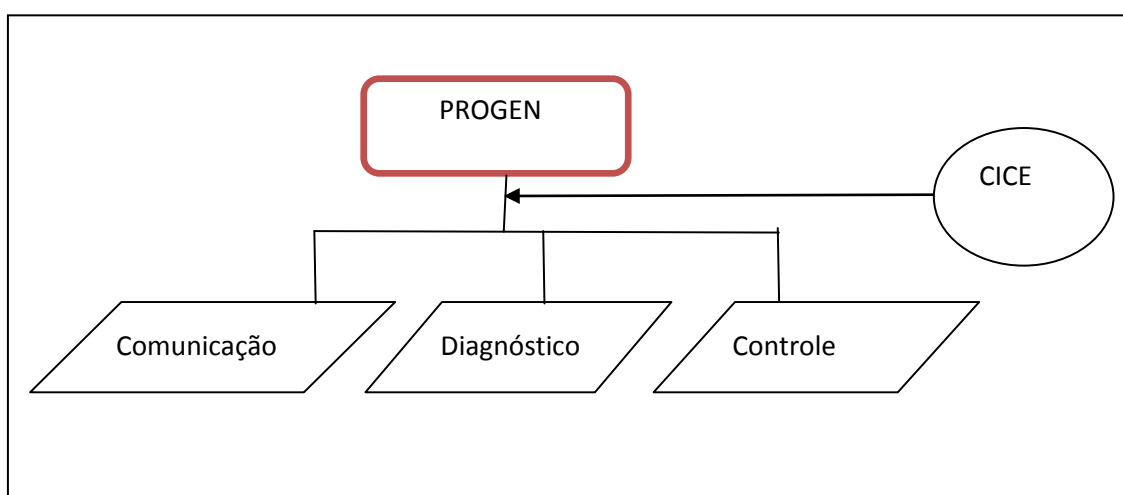 PROGEN
CICE
Comunicação
Diagnóstico
Controle